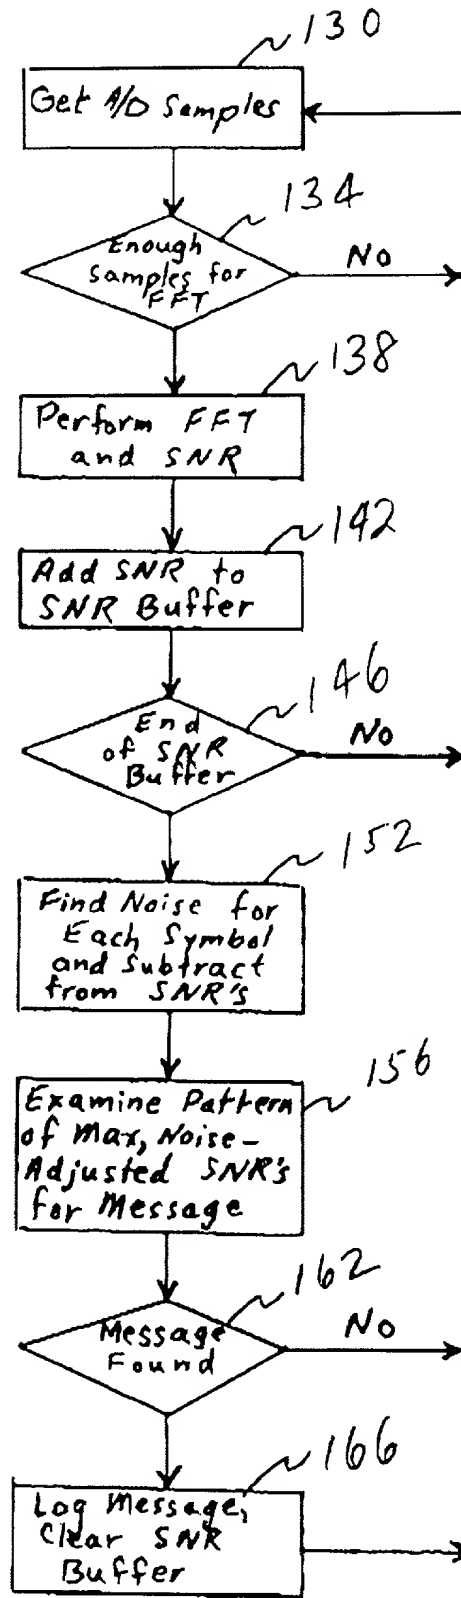 130
Get A/D Samples
134
Enough
Samples for
FFT
No
138
Perform FFT
and SNR
142
Add SNR to
SNR Buffer
146
End
of SNR
Buffer
No
152
Find Noise for
Each Symbol
and Subtract
from SNR's
156
Examine Pattern
of Max, Noise-
Adjusted SNR's
for Message
162
Message
Found
No
166
Log Message,
Clear SNR
Buffer